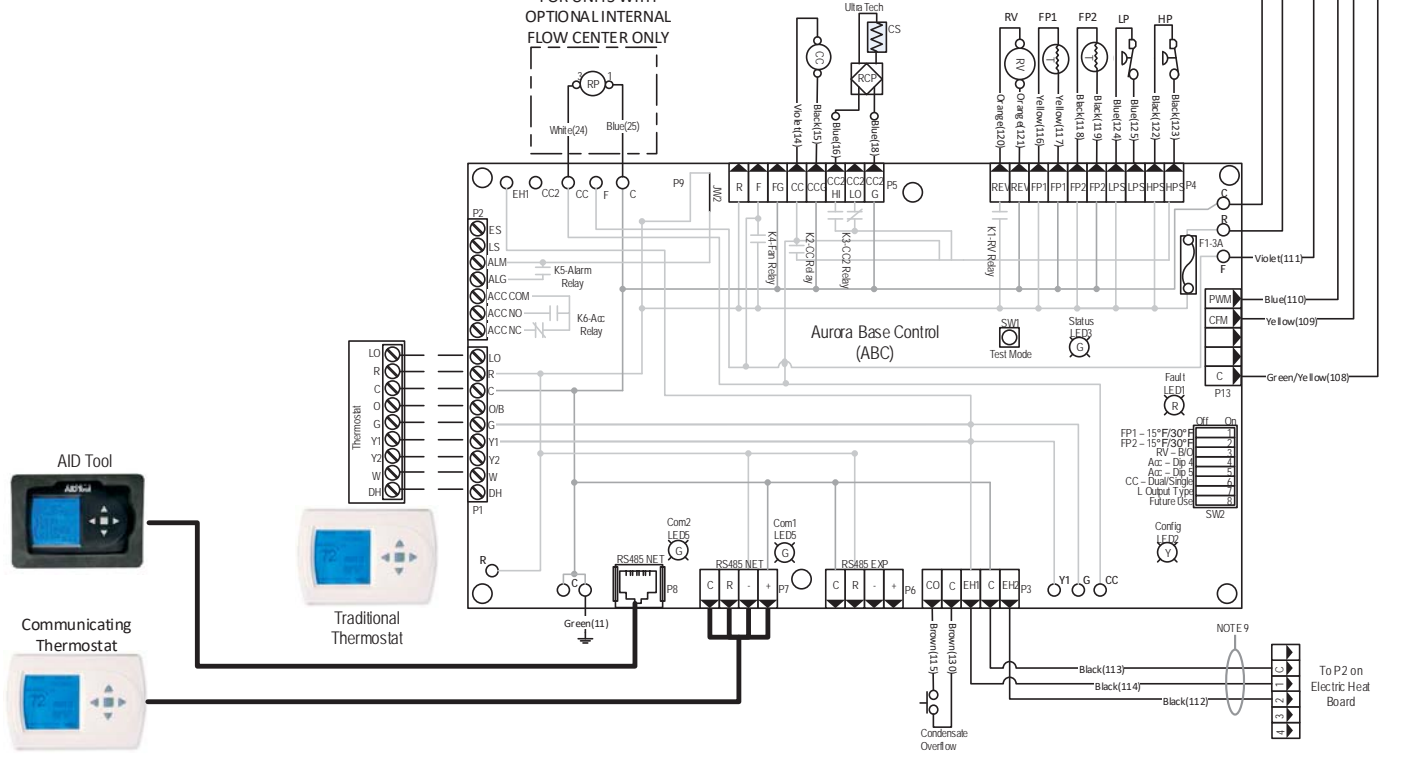 OPTIONAL INTERNAL
FLOW CENTER ONLY
3
RP
1
White(24)
Blue(25)
Ultra Tech
CS
CC
RCP
Violet(14)
Black(15)
Blue(16)
Blue(18)
RV
FP1
FP2
LP
HP
RV
T
T
Orange(120)
Orange(121)
Yellow(116)
Yellow(117)
Black(118)
Black(119)
Blue(124)
Blue(125)
Black(122)
Black(123)
EH1
CC2
CC
F
C
P9
JW2
R
F
FG
CC
CCG
CC2 HI
CC2 LO
CC2 G
P5
REV
REV
FP1
FP1
FP2
FP2
LPS
LPS
HPS
HPS
P4
C
R
F1-3A
F
Violet(111)
P2
ES
LS
ALM
ALG
ACC COM
ACC NO
ACC NC
K5-Alarm
Relay
K6-Acc
Relay
K4-Fan Relay
K2-CC Relay
K3-CC2 Relay
K1-RV Relay
PWM
CFM
C
P13
Blue(110)
Yellow(109)
Green/Yellow(108)
Aurora Base Control
(ABC)
SW1
Test Mode
Status
LED3
G
Fault
LED1
R
Off On
FP1 – 15°F/30°F 1
FP2 – 15°F/30°F 2
RV – B/O 3
Acc – Dip 4 4
Acc – Dip 5 5
CC – Dual/Single 6
L Output Type 7
Future Use 8
SW2
Config
LED2
Y
Thermostat
LO
R
C
O
G
Y1
Y2
W
DH
LO
R
C
O/B
G
Y1
Y2
W
DH
P1
AID Tool
Traditional
Thermostat
Communicating
Thermostat
R
C
Green(11)
RS485 NET
P8
Com2
LED5
G
RS485 NET
C
R
-
+
P7
Com1
LED5
G
RS485 EXP
C
R
-
+
P6
CO
C
EH1
C
EH2
P3
Y1
G
CC
Brown(115)
Brown(130)
Condensate
Overflow
Black(113)
Black(114)
Black(112)
NOTE 9
C
1
2
3
4
To P2 on
Electric Heat
Board